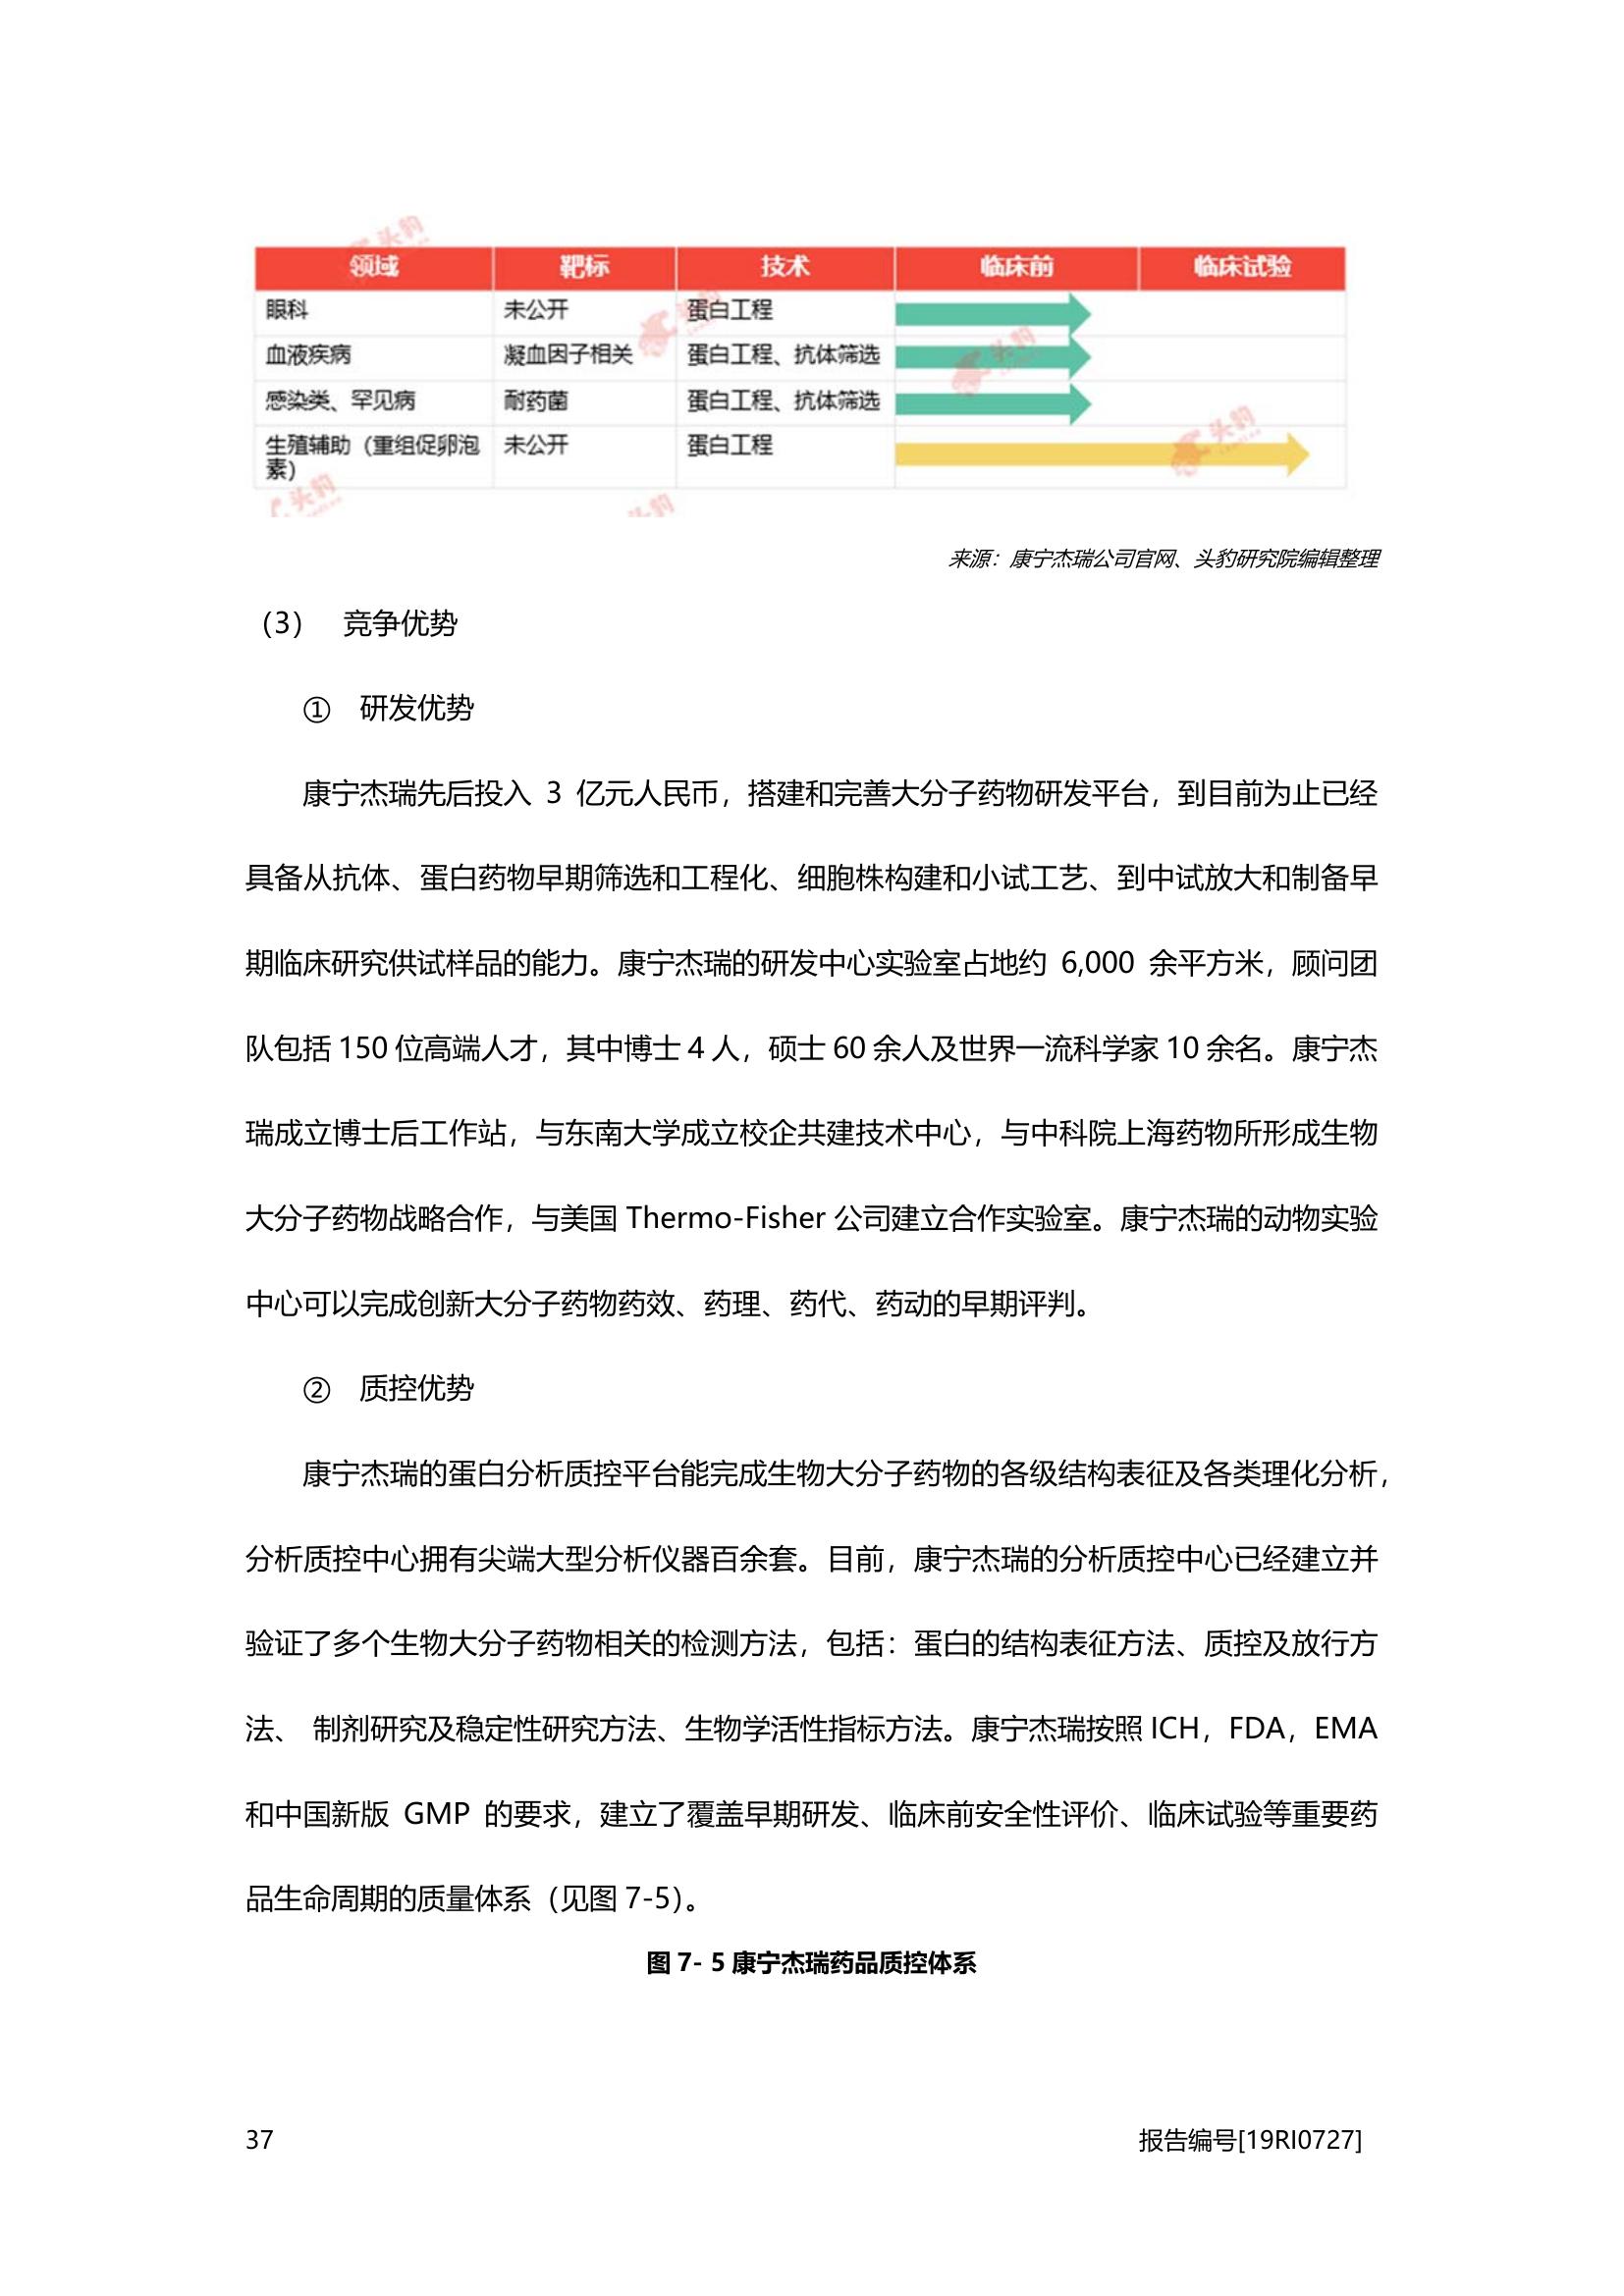 领域 靶标 技术 临床前 临床试验
眼科 未公开 蛋白工程
血液疾病 凝血因子相关 蛋白工程、抗体筛选
感染类、罕见病 耐药菌 蛋白工程、抗体筛选
生殖辅助（重组促卵泡 未公开 蛋白工程
素）
头豹
头豹
头豹
头豹
头豹
头豹
来源：康宁杰瑞公司官网、头豹研究院编辑整理
（3） 竞争优势
① 研发优势
康宁杰瑞先后投入 3 亿元人民币，搭建和完善大分子药物研发平台，到目前为止已经
具备从抗体、蛋白药物早期筛选和工程化、细胞株构建和小试工艺、到中试放大和制备早
期临床研究供试样品的能力。康宁杰瑞的研发中心实验室占地约 6,000 余平方米，顾问团
队包括 150 位高端人才，其中博士 4 人，硕士 60 余人及世界一流科学家 10 余名。康宁杰
瑞成立博士后工作站，与东南大学成立校企共建技术中心，与中科院上海药物所形成生物
大分子药物战略合作，与美国 Thermo-Fisher 公司建立合作实验室。康宁杰瑞的动物实验
中心可以完成创新大分子药物药效、药理、药代、药动的早期评判。
② 质控优势
康宁杰瑞的蛋白分析质控平台能完成生物大分子药物的各级结构表征及各类理化分析，
分析质控中心拥有尖端大型分析仪器百余套。目前，康宁杰瑞的分析质控中心已经建立并
验证了多个生物大分子药物相关的检测方法，包括：蛋白的结构表征方法、质控及放行方
法、 制剂研究及稳定性研究方法、生物学活性指标方法。康宁杰瑞按照 ICH，FDA，EMA
和中国新版 GMP 的要求，建立了覆盖早期研发、临床前安全性评价、临床试验等重要药
品生命周期的质量体系（见图 7-5）。
图 7- 5 康宁杰瑞药品质控体系
37 报告编号[19RI0727]